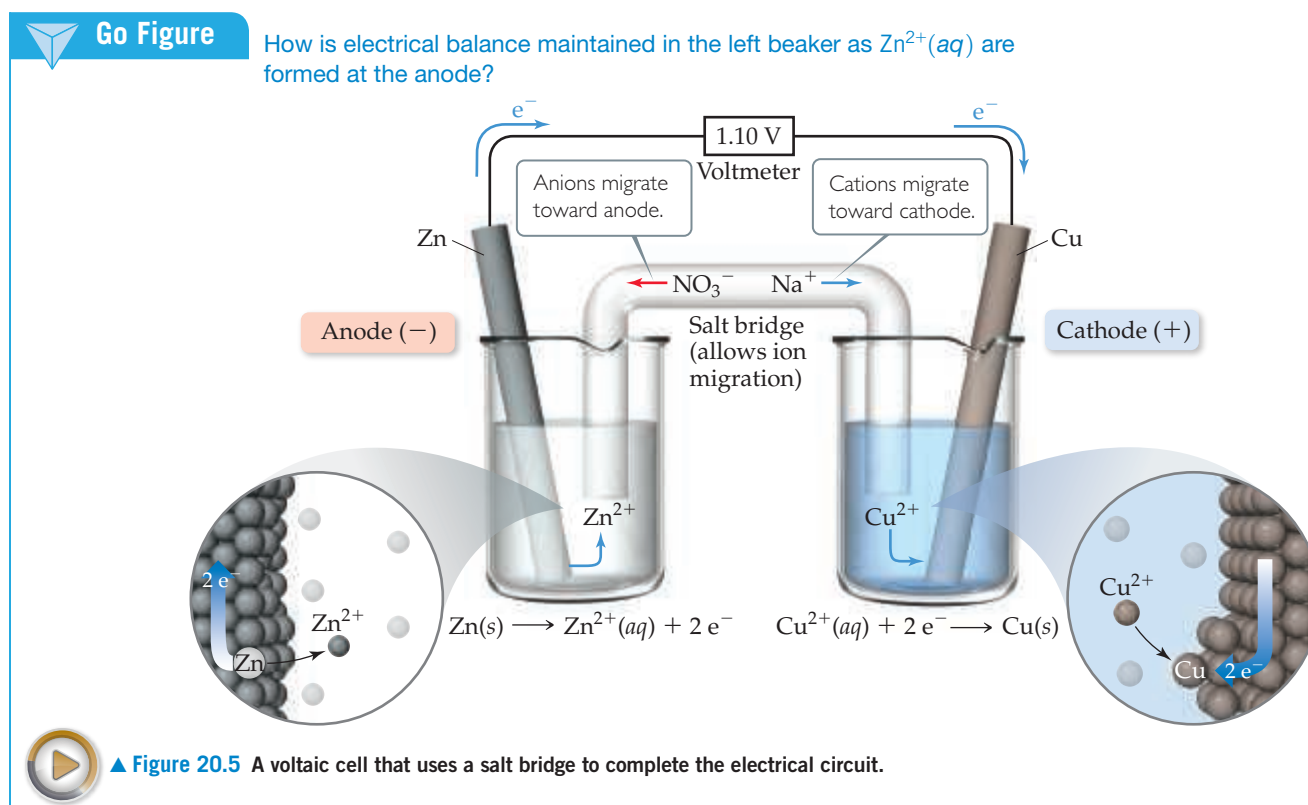 Go Figure
How is electrical balance maintained in the left beaker as Zn²⁺(aq) are
formed at the anode?
e⁻
e⁻
1.10 V
Voltmeter
Anions migrate
toward anode.
Cations migrate
toward cathode.
Zn
Cu
NO₃⁻
Na⁺
Anode (−)
Salt bridge
(allows ion
migration)
Cathode (+)
Zn²⁺
Cu²⁺
2 e⁻
Zn²⁺
Zn
Zn(s) ⟶ Zn²⁺(aq) + 2 e⁻
Cu²⁺(aq) + 2 e⁻ ⟶ Cu(s)
Cu²⁺
Cu
2 e⁻
▲ Figure 20.5 A voltaic cell that uses a salt bridge to complete the electrical circuit.